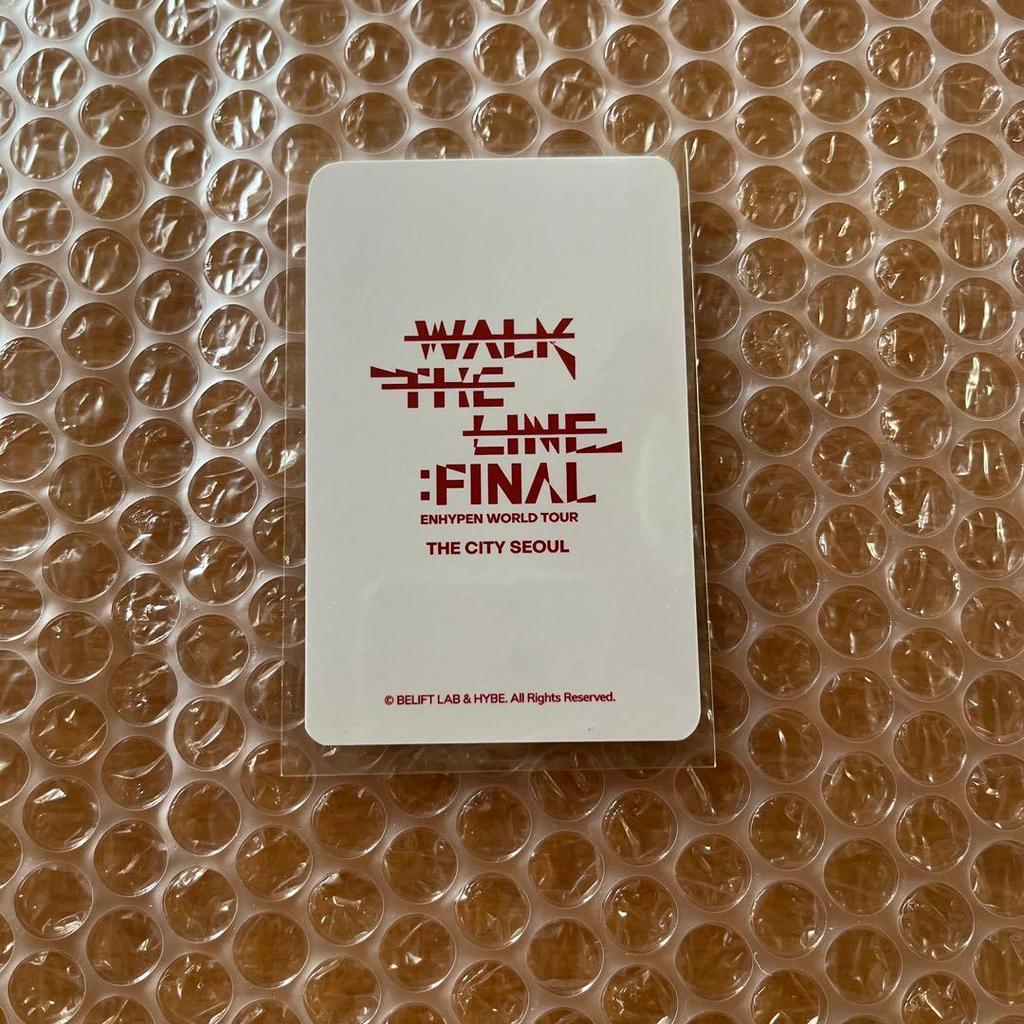 WALK
THE
LINE
:FINAL
ENHYPEN WORLD TOUR
THE CITY SEOUL
© BELIFT LAB & HYBE. All Rights Reserved.